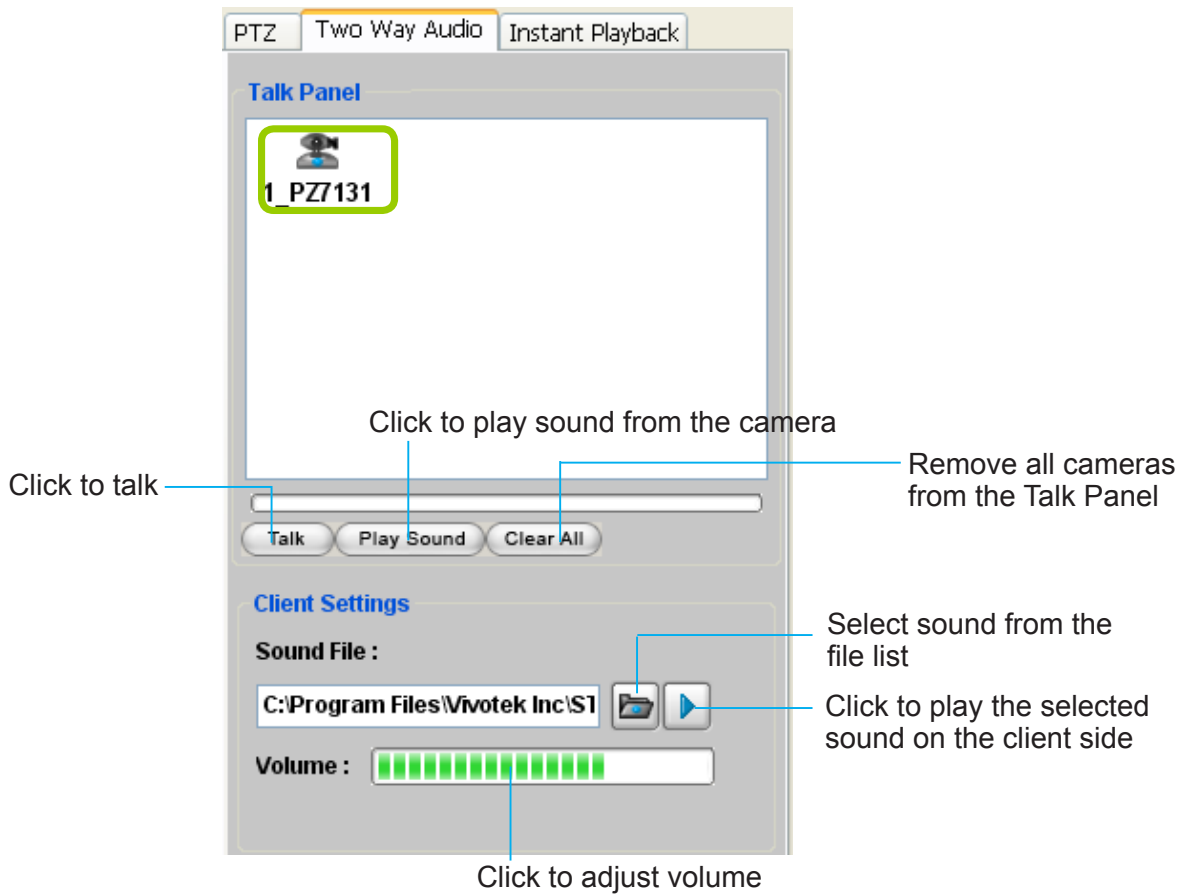 PTZ
Two Way Audio
Instant Playback
Talk Panel
1_PZ7131
Click to play sound from the camera
Click to talk
Remove all cameras
from the Talk Panel
Talk
Play Sound
Clear All
Client Settings
Sound File :
Select sound from the
file list
C:\Program Files\Vivotek Inc\ST
Click to play the selected
sound on the client side
Volume :
Click to adjust volume